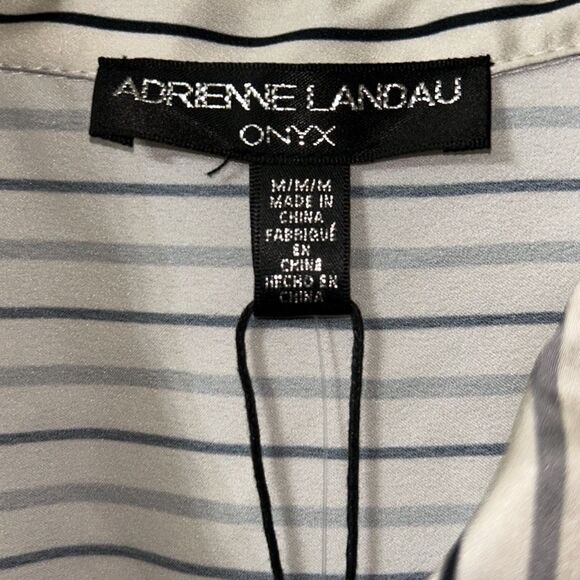 ADRIENNE LANDAU
ONYX
M/M/M
MADE IN
CHINA
FABRIQUÉ
EN
CHINE
HECHO EN
CHINA